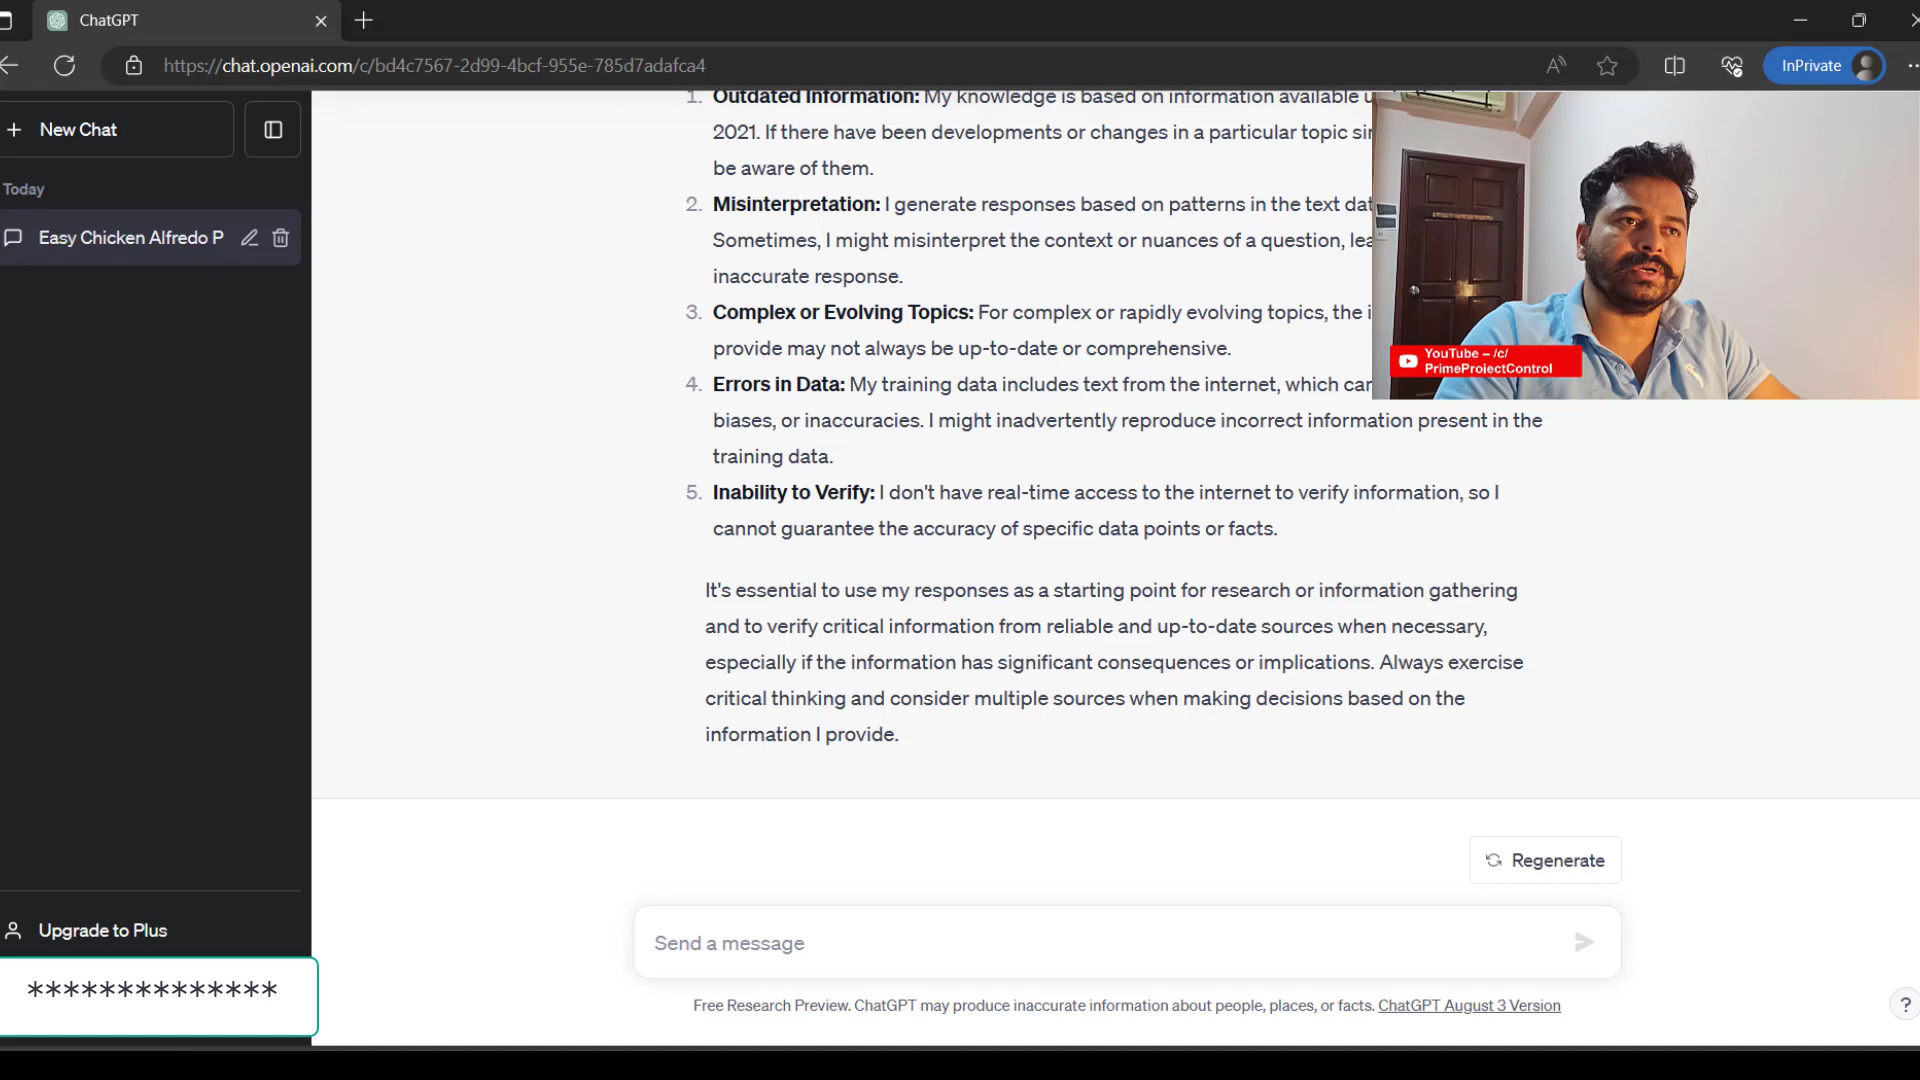 ChatGPT
https://chat.openai.com/c/bd4c7567-2d99-4bcf-955e-785d7adafca4
InPrivate
New Chat
Today
Easy Chicken Alfredo P
1. Outdated Information: My knowledge is based on information available
2021. If there have been developments or changes in a particular topic
be aware of them.
2. Misinterpretation: I generate responses based on patterns in the text
Sometimes, I might misinterpret the context or nuances of a question,
inaccurate response.
3. Complex or Evolving Topics: For complex or rapidly evolving topics, the
provide may not always be up-to-date or comprehensive.
4. Errors in Data: My training data includes text from the internet, which
biases, or inaccuracies. I might inadvertently reproduce incorrect information present in the
training data.
5. Inability to Verify: I don't have real-time access to the internet to verify information, so I
cannot guarantee the accuracy of specific data points or facts.
It's essential to use my responses as a starting point for research or information gathering
and to verify critical information from reliable and up-to-date sources when necessary,
especially if the information has significant consequences or implications. Always exercise
critical thinking and consider multiple sources when making decisions based on the
information I provide.
YouTube – /c/
PrimeProjectControl
Regenerate
Upgrade to Plus
**************
Send a message
Free Research Preview. ChatGPT may produce inaccurate information about people, places, or facts. ChatGPT August 3 Version
?